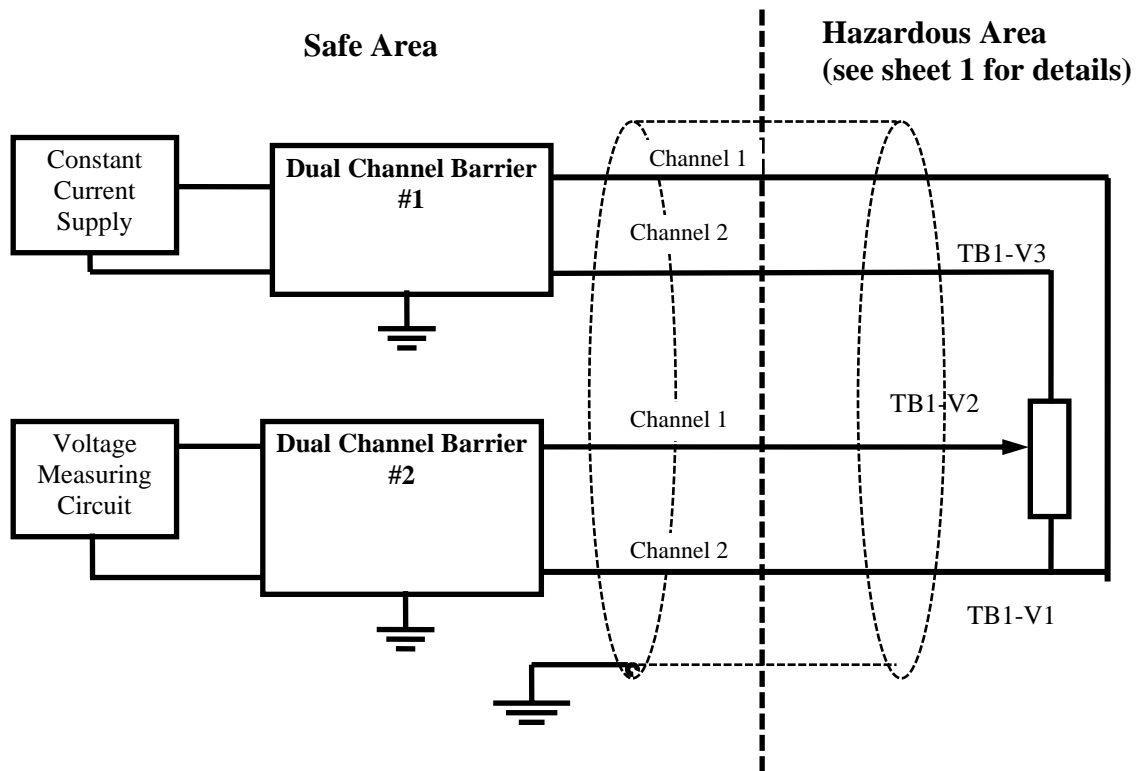 Safe Area
Hazardous Area
(see sheet 1 for details)
Constant
Current
Supply
Dual Channel Barrier
#1
Channel 1
Channel 2
TB1-V3
Voltage
Measuring
Circuit
Dual Channel Barrier
#2
Channel 1
TB1-V2
Channel 2
TB1-V1